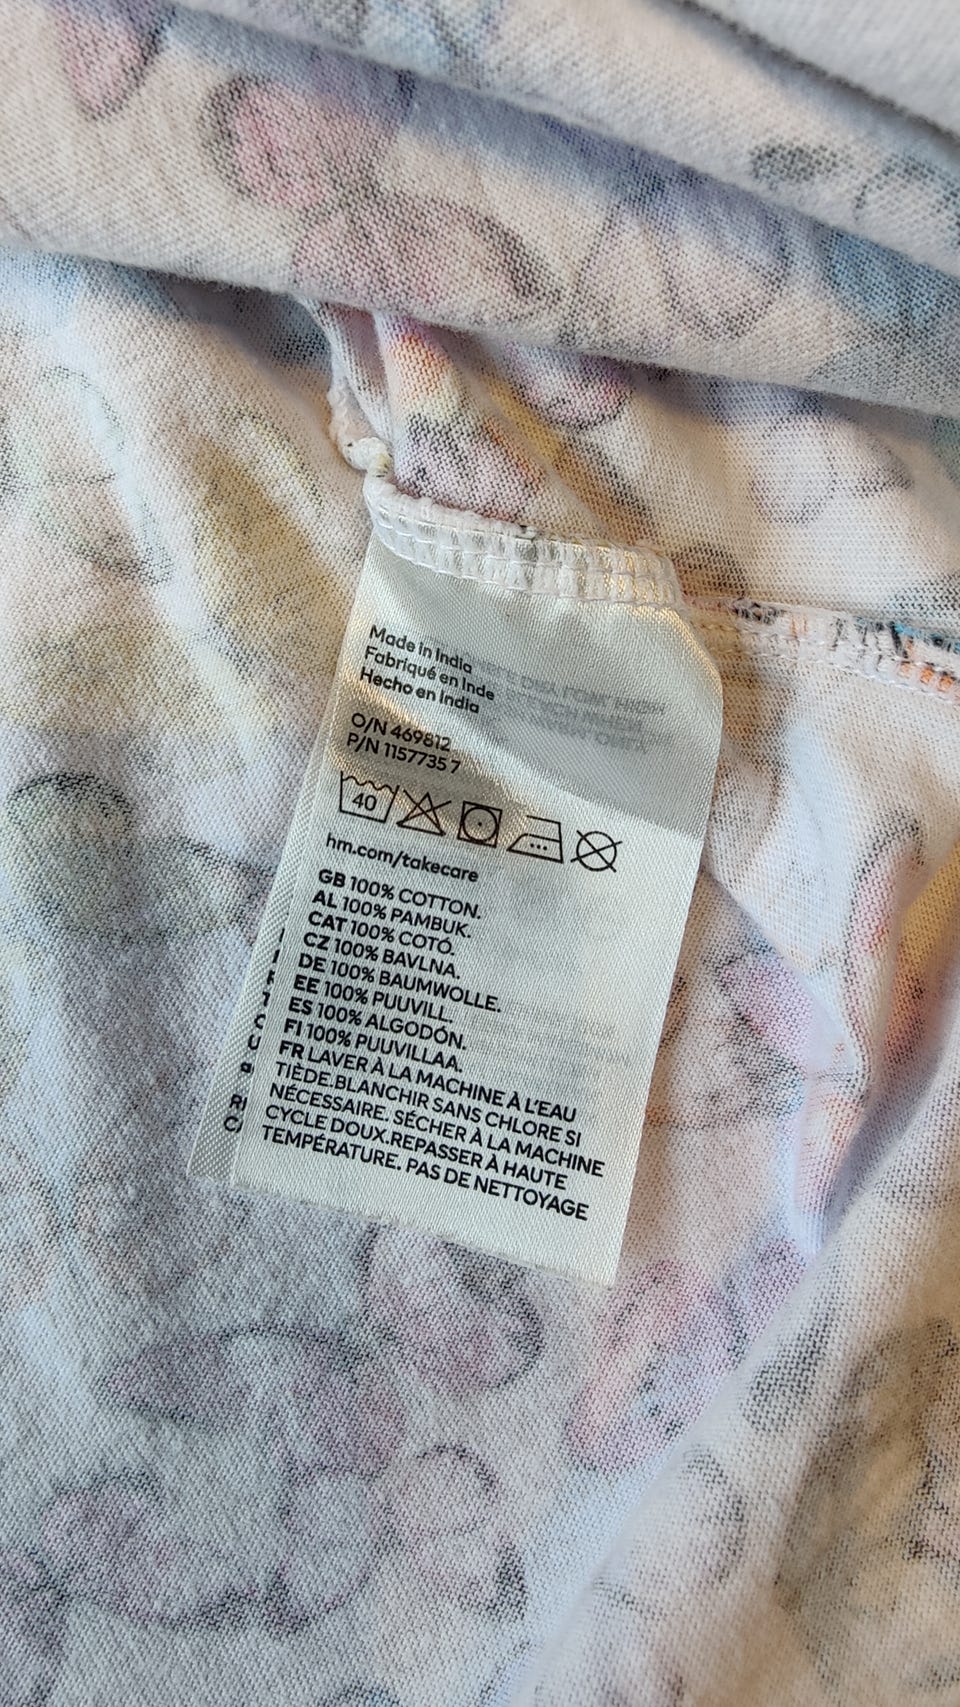 Made in India
Fabriqué en Inde
Hecho en India
O/N 469812
P/N 1157735 7
40
hm.com/takecare
GB 100% COTTON.
AL 100% PAMBUK.
CAT 100% COTÓ.
CZ 100% BAVLNA.
DE 100% BAUMWOLLE.
EE 100% PUUVILL.
ES 100% ALGODÓN.
FI 100% PUUVILLAA.
FR LAVER À LA MACHINE À L'EAU
TIÈDE.BLANCHIR SANS CHLORE SI
NÉCESSAIRE. SÉCHER À LA MACHINE
CYCLE DOUX.REPASSER À HAUTE
TEMPÉRATURE. PAS DE NETTOYAGE